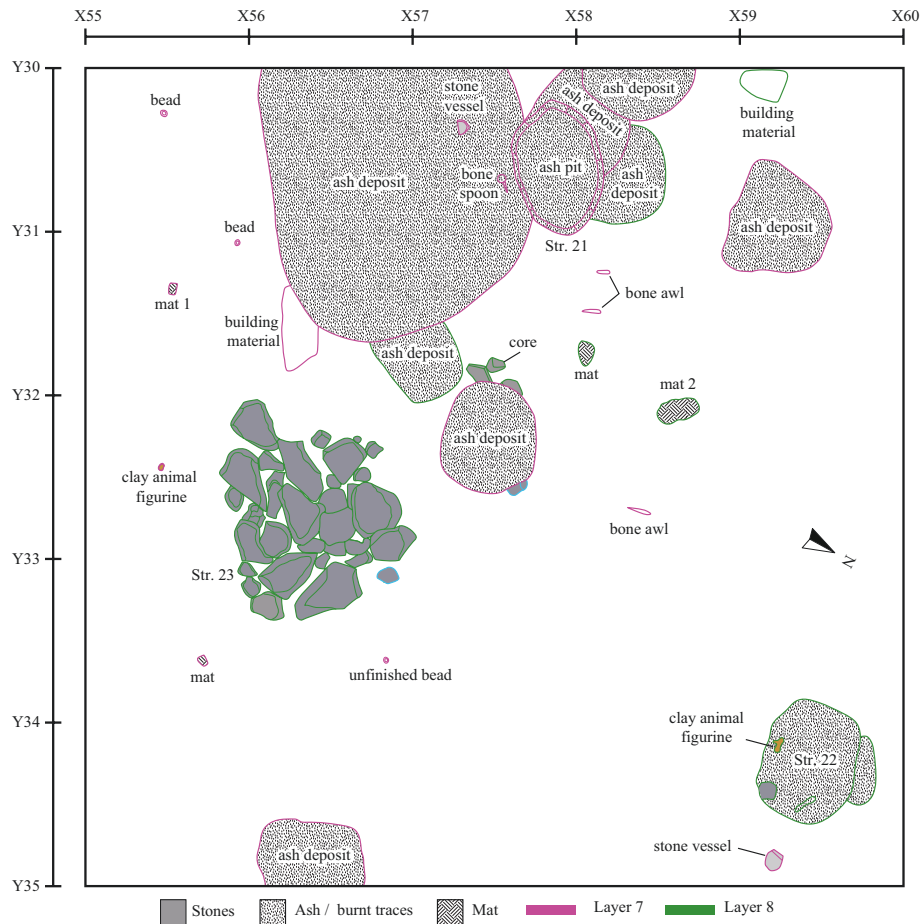 X55 X56 X57 X58 X59 X60
Y30
Y31
Y32
Y33
Y34
Y35
bead
stone
vessel
ash deposit
ash deposit
building
material
ash deposit
bone
spoon
ash pit
ash
deposit
ash deposit
bead
Str. 21
mat 1
bone awl
building
material
ash deposit
core
mat
mat 2
ash deposit
clay animal
figurine
bone awl
N
Str. 23
mat
unfinished bead
clay animal
figurine
Str. 22
ash deposit
stone vessel
Stones Ash / burnt traces Mat Layer 7 Layer 8